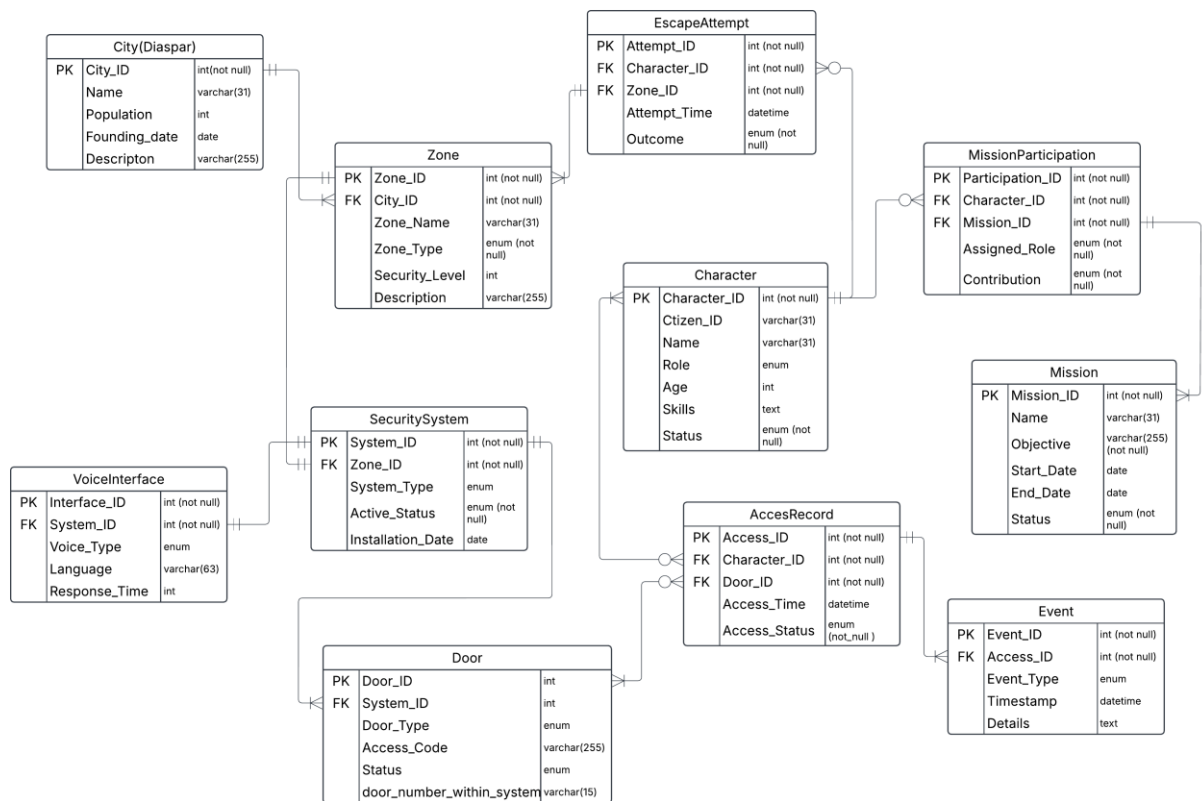 City(Diaspar)
PK City_ID int(not null)
Name varchar(31)
Population int
Founding_date date
Descripton varchar(255)
EscapeAttempt
PK Attempt_ID int (not null)
FK Character_ID int (not null)
FK Zone_ID int (not null)
Attempt_Time datetime
Outcome enum (not
null)
Zone
PK Zone_ID int (not null)
FK City_ID int (not null)
Zone_Name varchar(31)
Zone_Type enum (not
null)
Security_Level int
Description varchar(255)
MissionParticipation
PK Participation_ID int (not null)
FK Character_ID int (not null)
FK Mission_ID int (not null)
Assigned_Role enum (not
null)
Contribution enum (not
null)
Character
PK Character_ID int (not null)
Ctizen_ID varchar(31)
Name varchar(31)
Role enum
Age int
Skills text
Status enum (not
null)
Mission
PK Mission_ID int (not null)
Name varchar(31)
Objective varchar(255)
(not null)
Start_Date date
End_Date date
Status enum (not
null)
SecuritySystem
PK System_ID int (not null)
FK Zone_ID int (not null)
System_Type enum
Active_Status enum (not
null)
Installation_Date date
VoiceInterface
PK Interface_ID int (not null)
FK System_ID int (not null)
Voice_Type enum
Language varchar(63)
Response_Time int
AccesRecord
PK Access_ID int (not null)
FK Character_ID int (not null)
FK Door_ID int (not null)
Access_Time datetime
Access_Status enum
(not_null )
Event
PK Event_ID int (not null)
FK Access_ID int (not null)
Event_Type enum
Timestamp datetime
Details text
Door
PK Door_ID int
FK System_ID int
Door_Type enum
Access_Code varchar(255)
Status enum
door_number_within_system varchar(15)